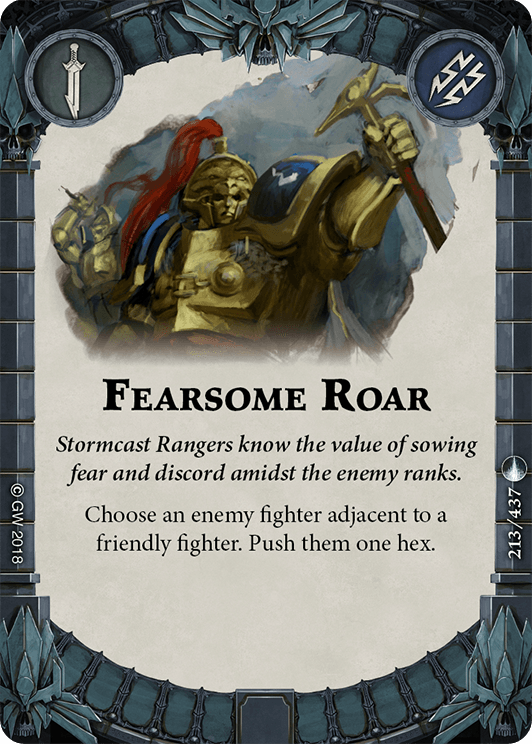 FEARSOME ROAR
Stormcast Rangers know the value of sowing
fear and discord amidst the enemy ranks.
Choose an enemy fighter adjacent to a
friendly fighter. Push them one hex.
© GW 2018
213/437